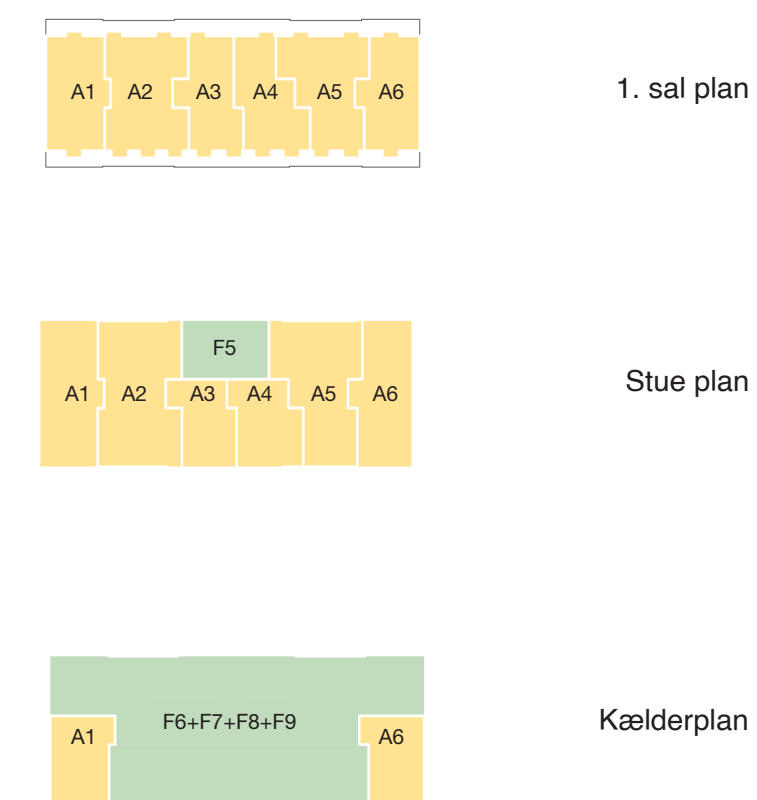 A1 A2 A3 A4 A5 A6
1. sal plan
F5
A1 A2 A3 A4 A5 A6
Stue plan
F6+F7+F8+F9
A1 A6
Kælderplan